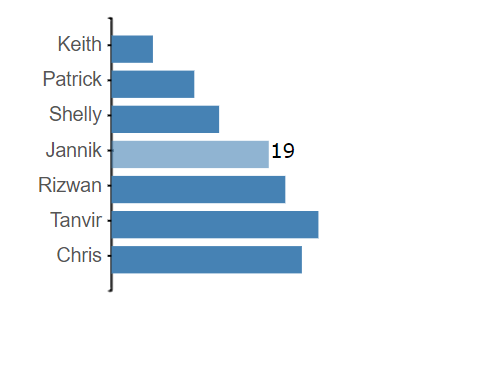 Keith
Patrick
Shelly
Jannik 19
Rizwan
Tanvir
Chris